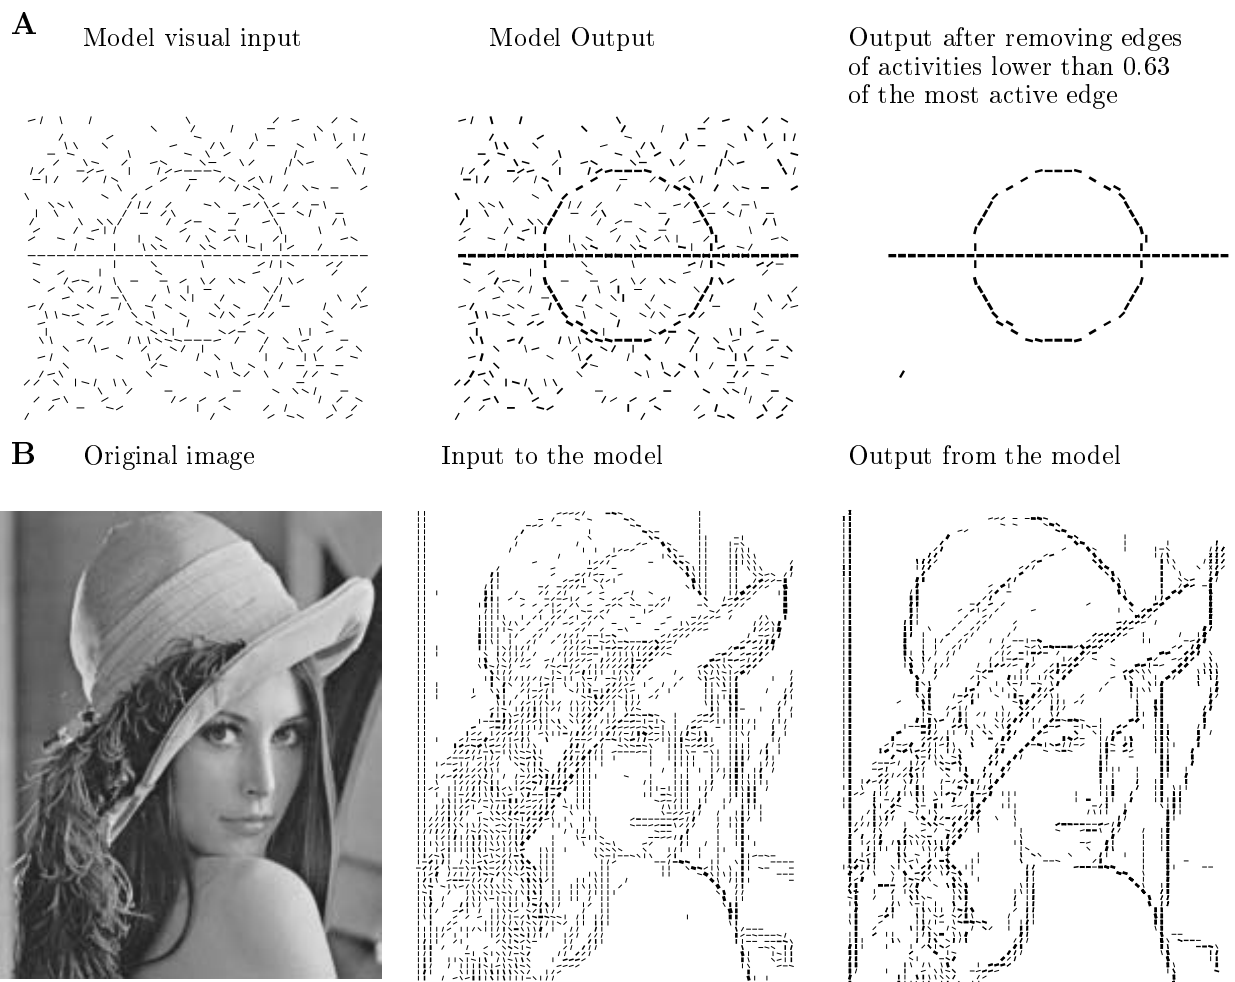 A
Model visual input
Model Output
Output after removing edges
of activities lower than 0.63
of the most active edge
B
Original image
Input to the model
Output from the model